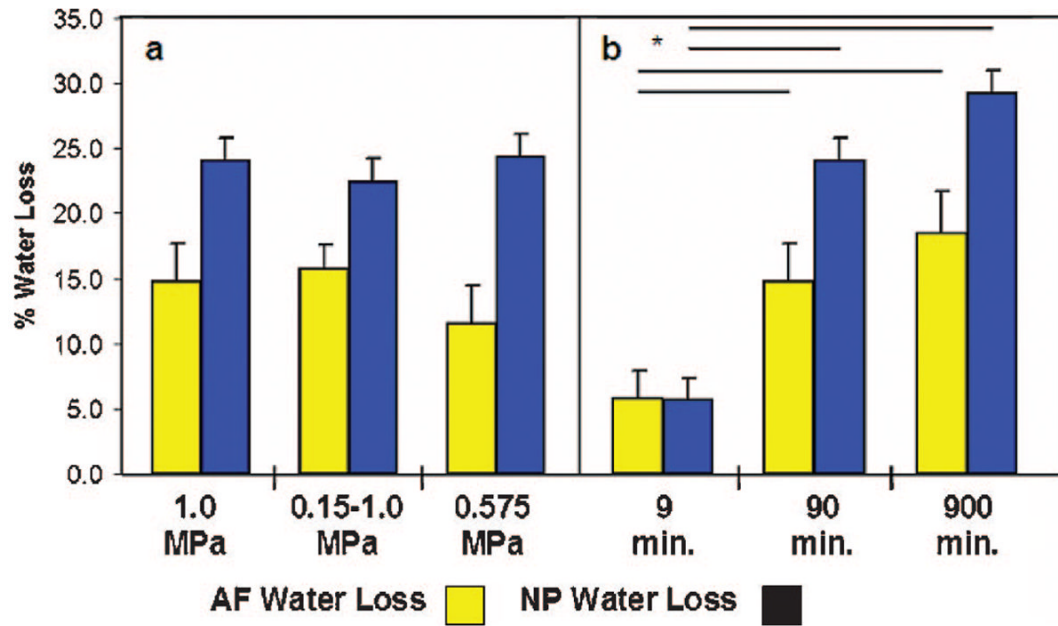 35.0
30.0
25.0
20.0
15.0
10.0
5.0
0.0
% Water Loss
a
b
*
1.0
MPa
0.15-1.0
MPa
0.575
MPa
9
min.
90
min.
900
min.
AF Water Loss
NP Water Loss